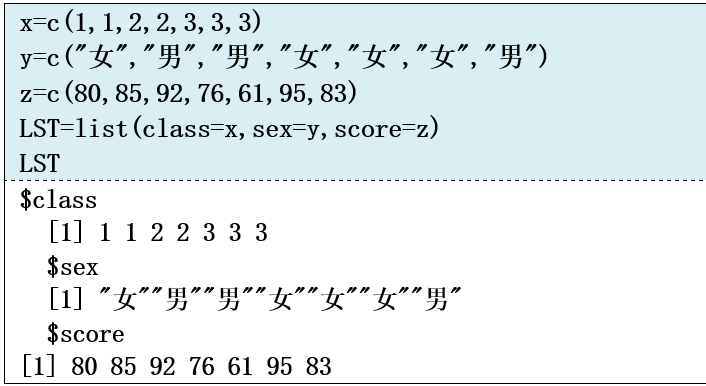 x=c(1,1,2,2,3,3,3)
y=c("女","男","男","女","女","女","男")
z=c(80,85,92,76,61,95,83)
LST=list(class=x,sex=y,score=z)
LST
$class
[1] 1 1 2 2 3 3 3
$sex
[1] "女""男""男""女""女""女""男"
$score
[1] 80 85 92 76 61 95 83